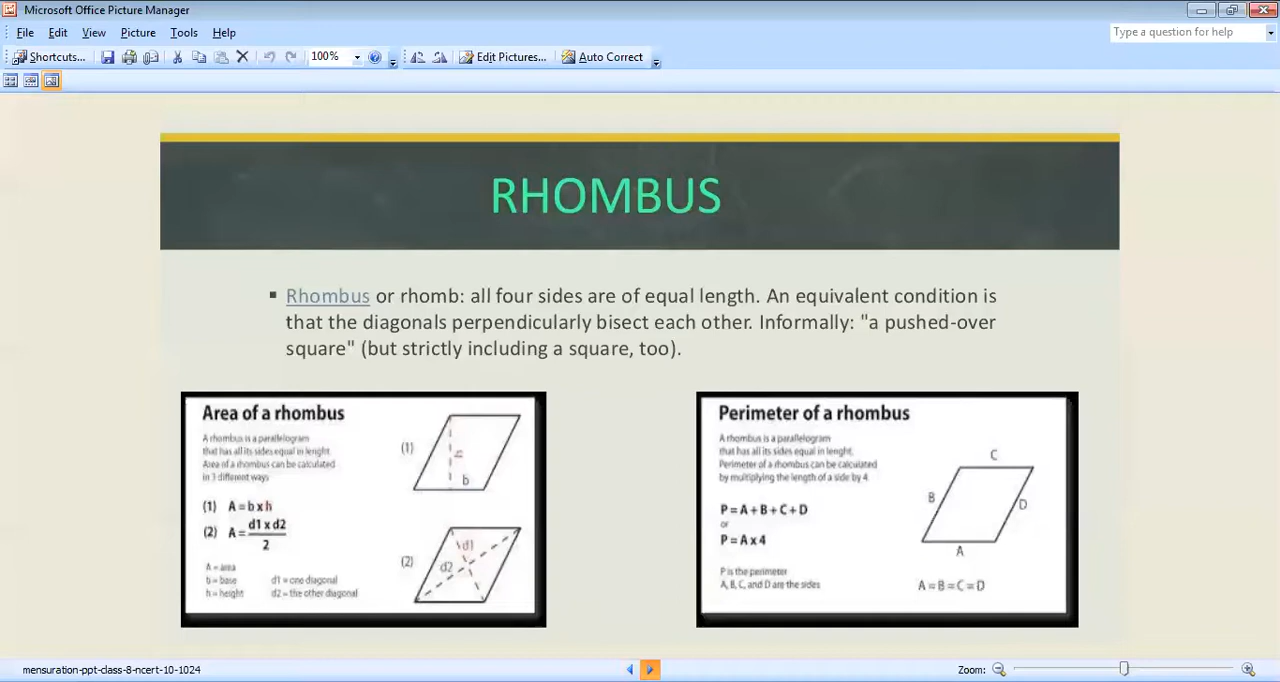 Microsoft Office Picture Manager
File Edit View Picture Tools Help
Type a question for help
Shortcuts... 100% Edit Pictures... Auto Correct
RHOMBUS
▪ Rhombus or rhomb: all four sides are of equal length. An equivalent condition is
that the diagonals perpendicularly bisect each other. Informally: "a pushed-over
square" (but strictly including a square, too).
Area of a rhombus
A rhombus is a parallelogram
that has all its sides equal in lenght.
Area of a rhombus can be calculated
in 3 different ways
(1) A = b x h
(2) A = d1 x d2
2
A = area
b = base d1 = one diagonal
h = height d2 = the other diagonal
(1)
h
b
(2)
d1
d2
Perimeter of a rhombus
A rhombus is a parallelogram
that has all its sides equal in lenght.
Perimeter of a rhombus can be calculated
by multiplying the length of a side by 4
P = A + B + C + D
or
P = A x 4
P is the perimeter
A, B, C, and D are the sides
C
B
D
A
A = B = C = D
mensuration-ppt-class-8-ncert-10-1024
Zoom: